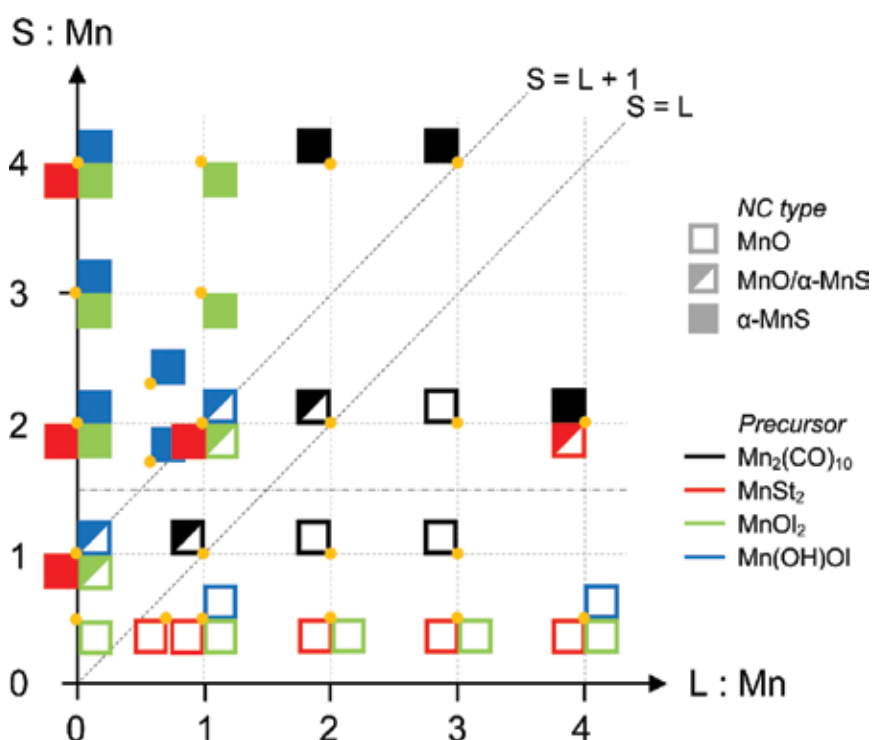 S : Mn
S = L + 1
S = L
4
3
2
1
0
0
1
2
3
4
L : Mn
NC type
MnO
MnO/α-MnS
α-MnS
Precursor
Mn₂(CO)₁₀
MnSt₂
MnOl₂
Mn(OH)Ol